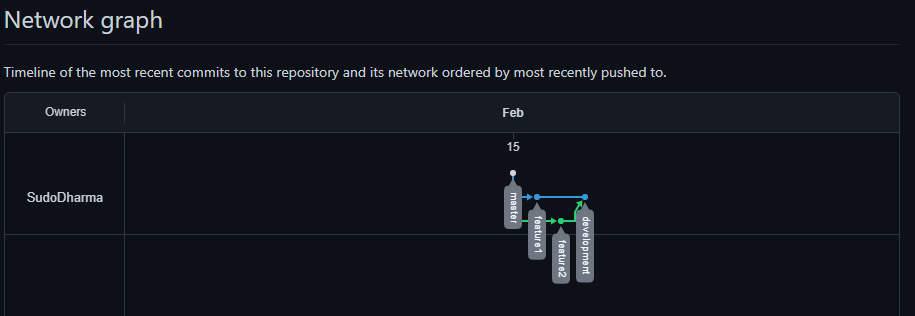 Network graph
Timeline of the most recent commits to this repository and its network ordered by most recently pushed to.
Owners
Feb
15
SudoDharma
master
feature1
feature2
development